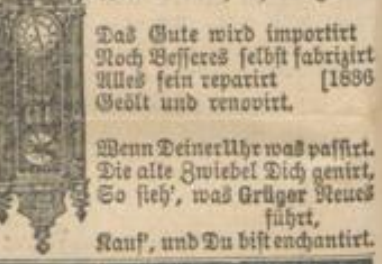 Das Gute wird importirt
Noch Besseres selbst fabrizirt
Alles fein reparirt [1836
Geölt und renovirt.
Wenn Deiner Uhr was passirt.
Die alte Zwiebel Dich genirt,
So sieh', was Grüger Neues
führt,
Kauf', und Du bist enchantirt.